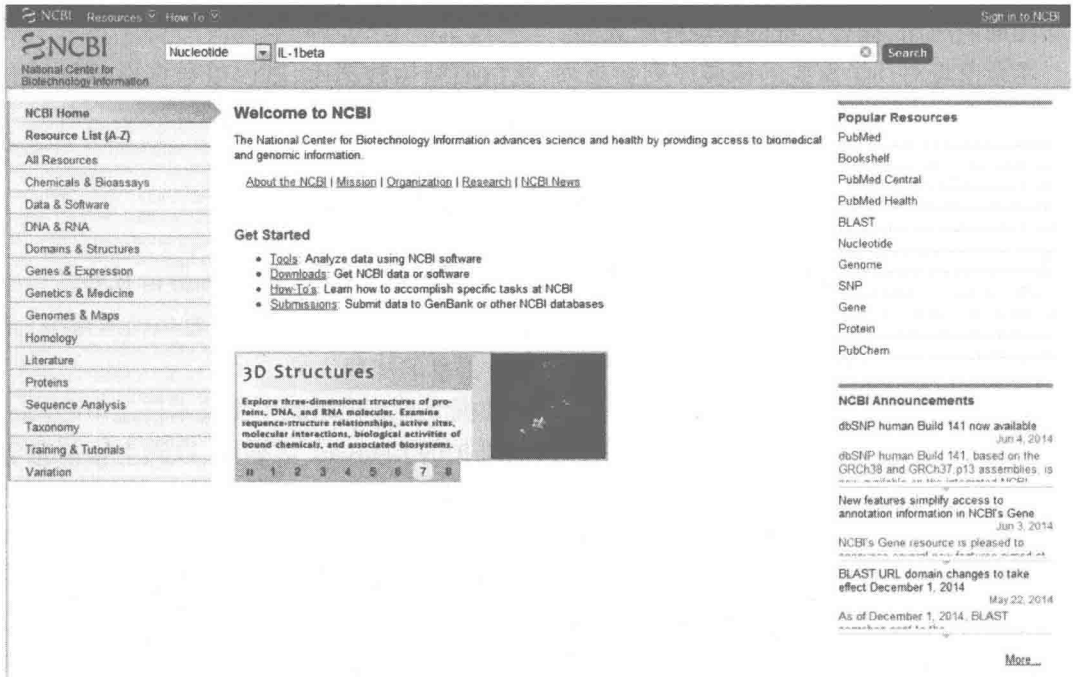 NCBI Resources How To Sign in to NCBI
NCBI
National Center for
Biotechnology Information
Nucleotide IL-1beta Search
NCBI Home
Resource List (A-Z)
All Resources
Chemicals & Bioassays
Data & Software
DNA & RNA
Domains & Structures
Genes & Expression
Genetics & Medicine
Genomes & Maps
Homology
Literature
Proteins
Sequence Analysis
Taxonomy
Training & Tutorials
Variation
Welcome to NCBI
The National Center for Biotechnology Information advances science and health by providing access to biomedical
and genomic information.
About the NCBI | Mission | Organization | Research | NCBI News
Get Started
• Tools: Analyze data using NCBI software
• Downloads: Get NCBI data or software
• How-To's: Learn how to accomplish specific tasks at NCBI
• Submissions: Submit data to GenBank or other NCBI databases
3D Structures
Explore three-dimensional structures of pro-
teins, DNA, and RNA molecules. Examine
sequence-structure relationships, active sites,
molecular interactions, biological activities of
bound chemicals, and associated biosystems.
1 2 3 4 5 6 7 8
Popular Resources
PubMed
Bookshelf
PubMed Central
PubMed Health
BLAST
Nucleotide
Genome
SNP
Gene
Protein
PubChem
NCBI Announcements
dbSNP human Build 141 now available
Jun 4, 2014
dbSNP human Build 141, based on the
GRCh38 and GRCh37.p13 assemblies, is
New features simplify access to
annotation information in NCBI's Gene
Jun 3, 2014
NCBI's Gene resource is pleased to
BLAST URL domain changes to take
effect December 1, 2014
May 22, 2014
As of December 1, 2014, BLAST
More...